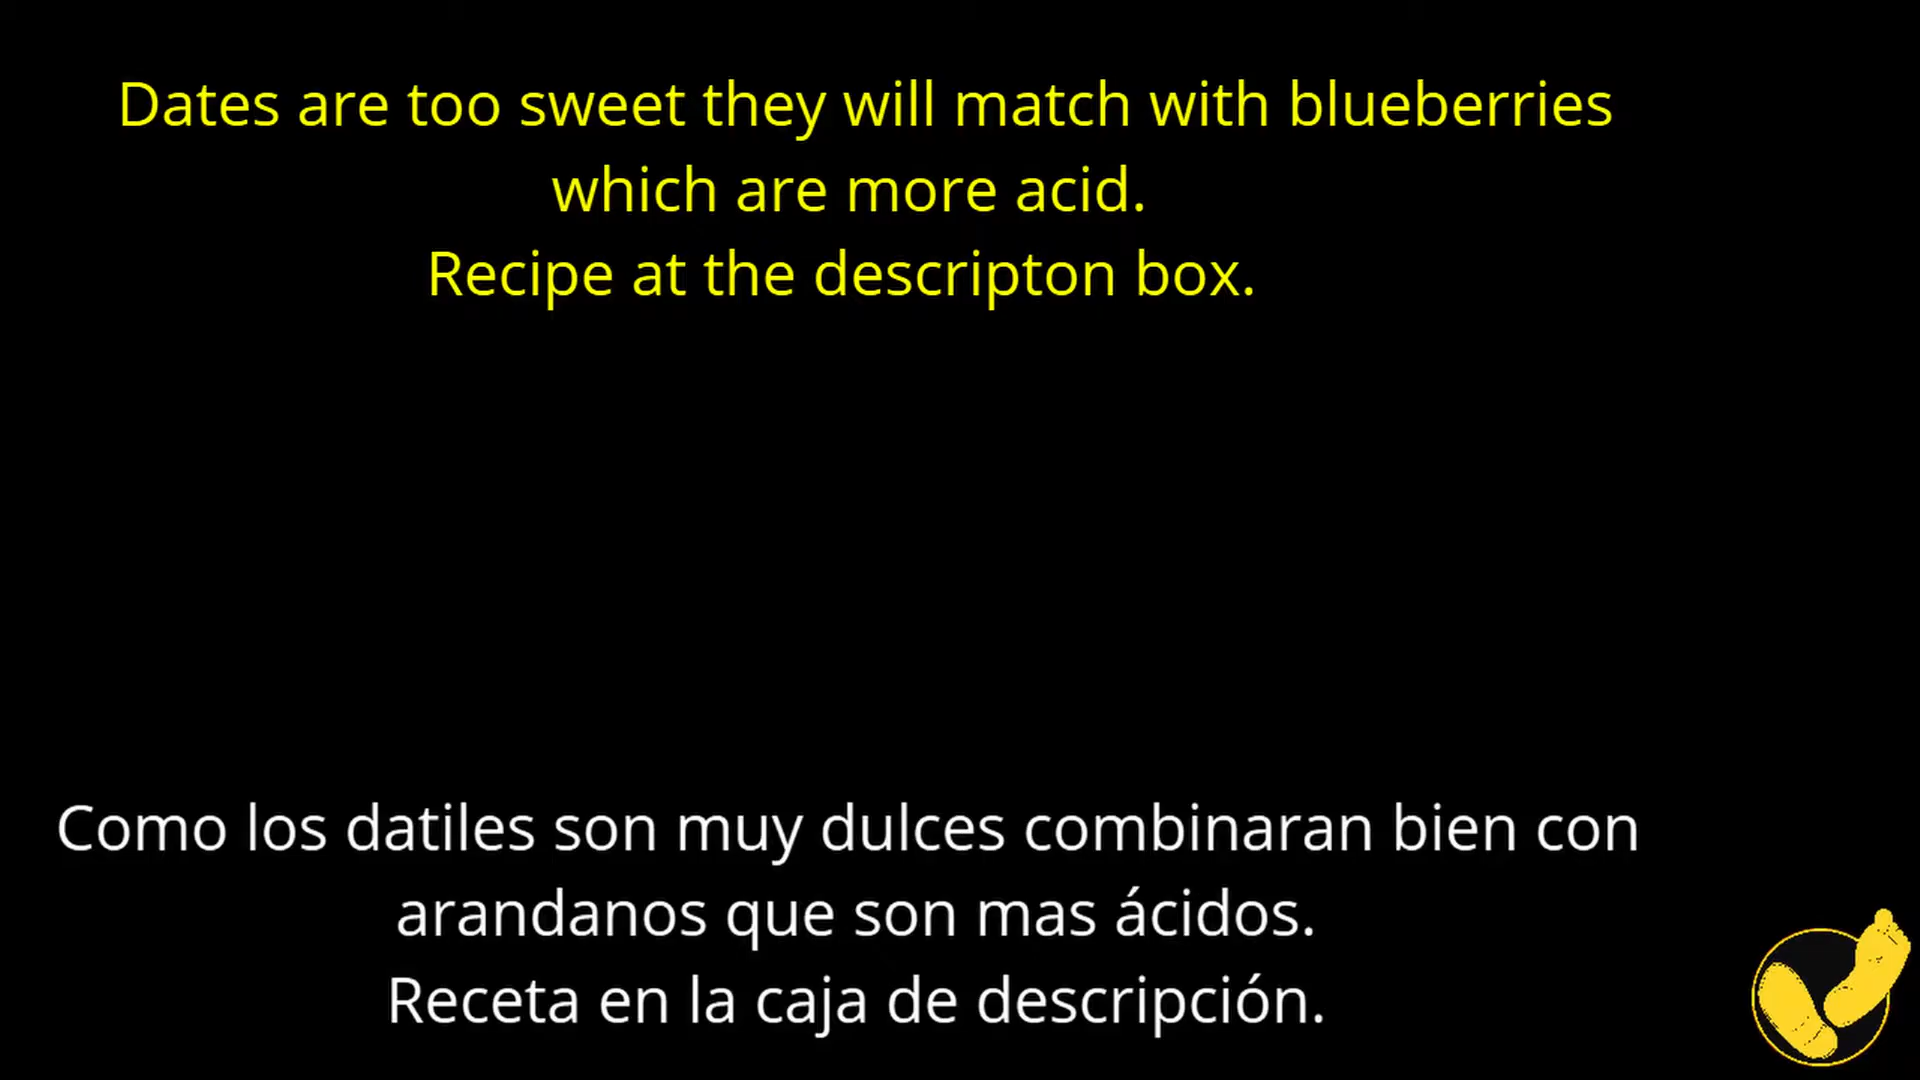 Dates are too sweet they will match with blueberries
which are more acid.
Recipe at the descripton box.
Como los datiles son muy dulces combinaran bien con
arandanos que son mas ácidos.
Receta en la caja de descripción.